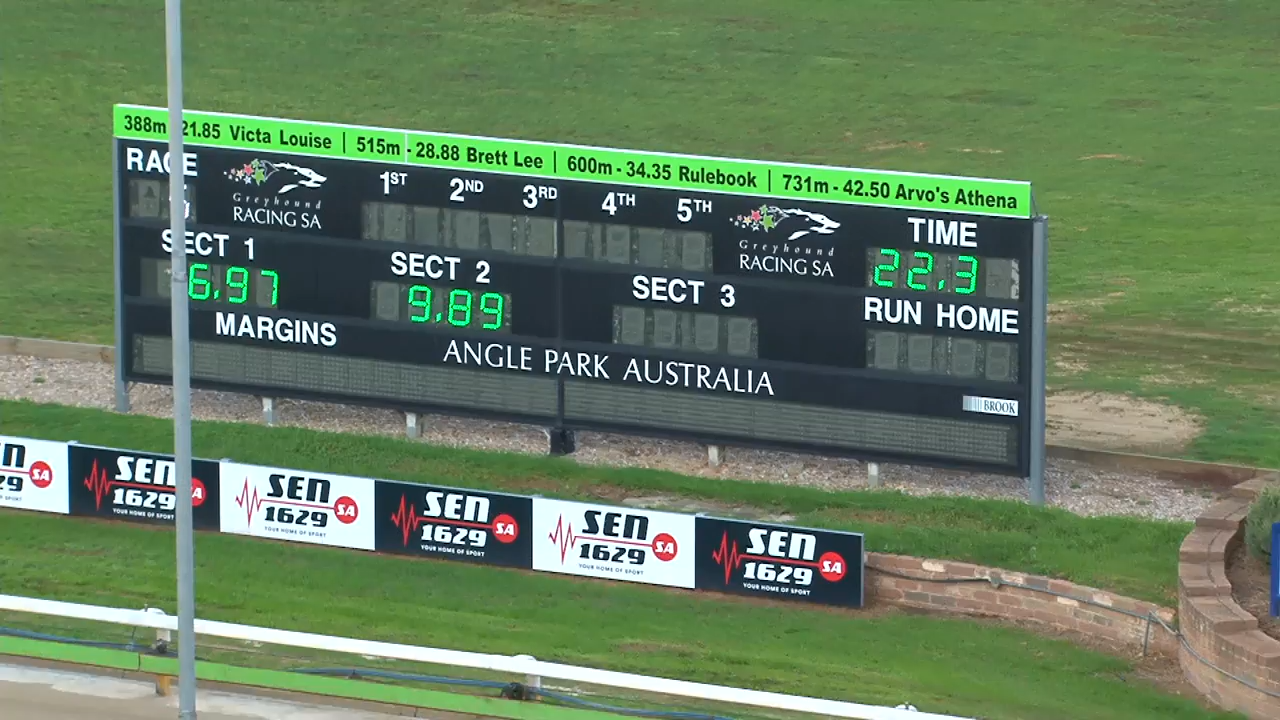 388m 21.85 Victa Louise | 515m - 28.88 Brett Lee | 600m - 34.35 Rulebook | 731m - 42.50 Arvo's Athena
RACE
Greyhound
RACING SA
1ST 2ND 3RD 4TH 5TH
Greyhound
RACING SA
TIME
22.3
SECT 1
6.97
SECT 2
9.89
SECT 3
RUN HOME
MARGINS
ANGLE PARK AUSTRALIA
BROOK
SA
SEN
1629
SA
YOUR HOME OF SPORT
SEN
1629
SA
YOUR HOME OF SPORT
SEN
1629
SA
YOUR HOME OF SPORT
SEN
1629
SA
YOUR HOME OF SPORT
SEN
1629
SA
YOUR HOME OF SPORT